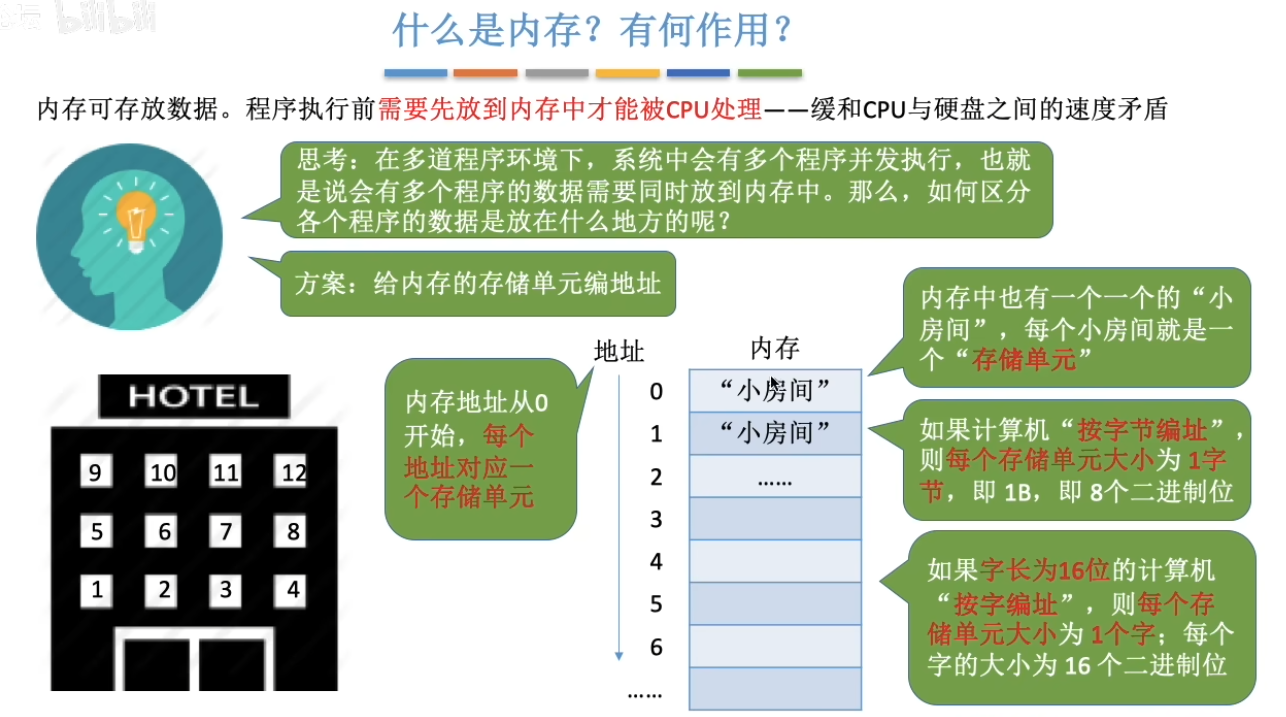 bilibili
什么是内存？有何作用？
内存可存放数据。程序执行前需要先放到内存中才能被CPU处理——缓和CPU与硬盘之间的速度矛盾
思考：在多道程序环境下，系统中会有多个程序并发执行，也就
是说会有多个程序的数据需要同时放到内存中。那么，如何区分
各个程序的数据是放在什么地方的呢？
方案：给内存的存储单元编地址
HOTEL
9 10 11 12
5 6 7 8
1 2 3 4
内存地址从0
开始，每个
地址对应一
个存储单元
地址
内存
0 “小房间”
1 “小房间”
2 ……
3
4
5
6
……
内存中也有一个一个的“小
房间”，每个小房间就是一
个“存储单元”
如果计算机“按字节编址”，
则每个存储单元大小为 1字
节，即 1B，即 8个二进制位
如果字长为16位的计算机
“按字编址”，则每个存
储单元大小为 1个字；每个
字的大小为 16 个二进制位